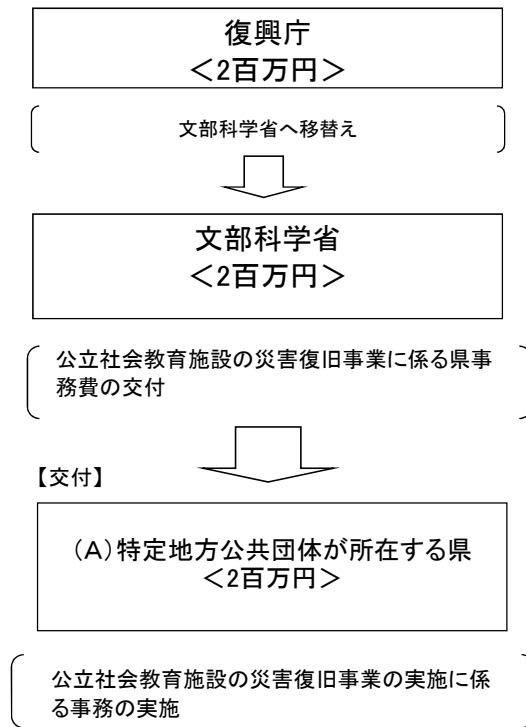 復興庁
＜2百万円＞
文部科学省へ移替え
文部科学省
＜2百万円＞
公立社会教育施設の災害復旧事業に係る県事
務費の交付
【交付】
（A）特定地方公共団体が所在する県
＜2百万円＞
公立社会教育施設の災害復旧事業の実施に係
る事務の実施